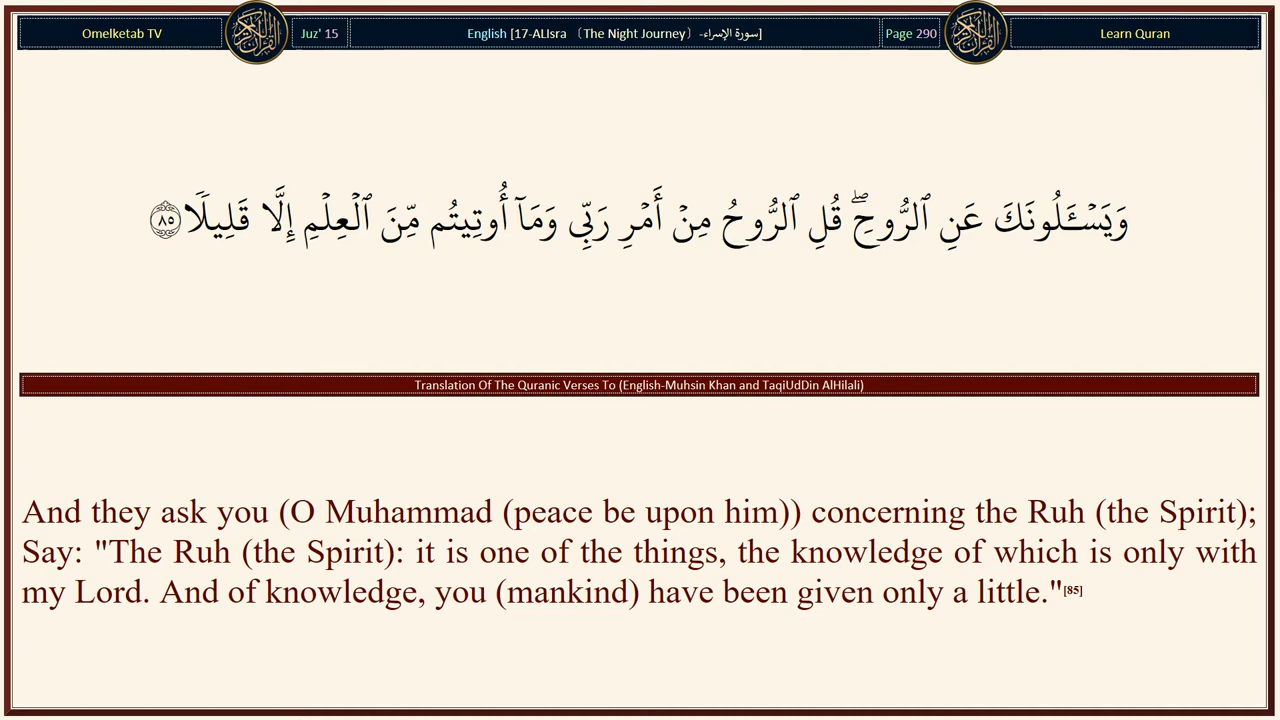 Omelketab TV
Juz' 15
English [17-ALIsra (The Night Journey) -سورة الإسراء]
Page 290
Learn Quran
وَيَسۡـَٔلُونَكَ عَنِ ٱلرُّوحِۖ قُلِ ٱلرُّوحُ مِنۡ أَمۡرِ رَبِّي وَمَآ أُوتِيتُم مِّنَ ٱلۡعِلۡمِ إِلَّا قَلِيلٗا ٨٥
Translation Of The Quranic Verses To (English-Muhsin Khan and TaqiUdDin AlHilali)
And they ask you (O Muhammad (peace be upon him)) concerning the Ruh (the Spirit);
Say: "The Ruh (the Spirit): it is one of the things, the knowledge of which is only with
my Lord. And of knowledge, you (mankind) have been given only a little."[85]